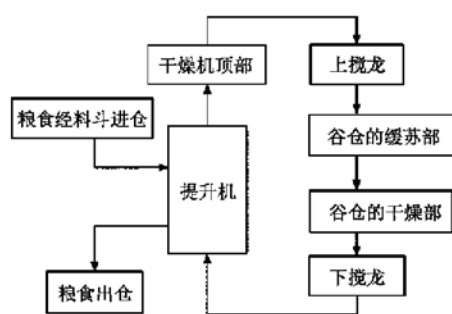 干燥机顶部
上搅龙
粮食经料斗进仓
谷仓的缓苏部
提升机
谷仓的干燥部
粮食出仓
下搅龙